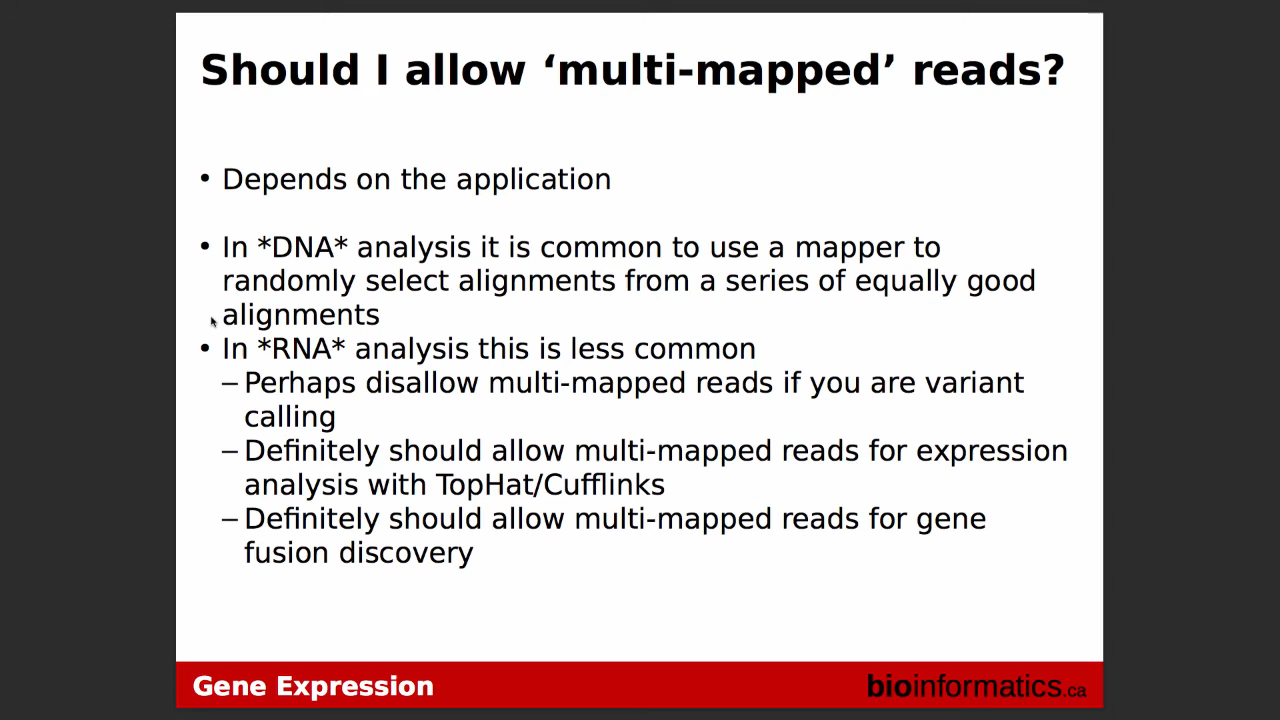 Should I allow ‘multi-mapped’ reads?
• Depends on the application
• In *DNA* analysis it is common to use a mapper to
randomly select alignments from a series of equally good
alignments
• In *RNA* analysis this is less common
– Perhaps disallow multi-mapped reads if you are variant
calling
– Definitely should allow multi-mapped reads for expression
analysis with TopHat/Cufflinks
– Definitely should allow multi-mapped reads for gene
fusion discovery
Gene Expression
bioinformatics.ca